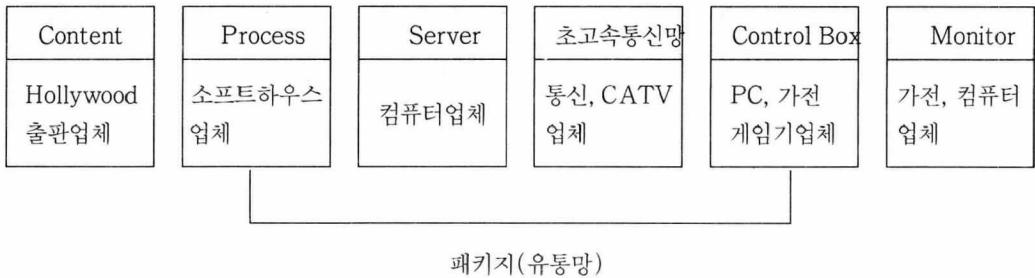 Content
Hollywood
출판업체
Process
소프트하우스
업체
Server
컴퓨터업체
초고속통신망
통신, CATV
업체
Control Box
PC, 가전
게임기업체
Monitor
가전, 컴퓨터
업체
패키지(유통망)